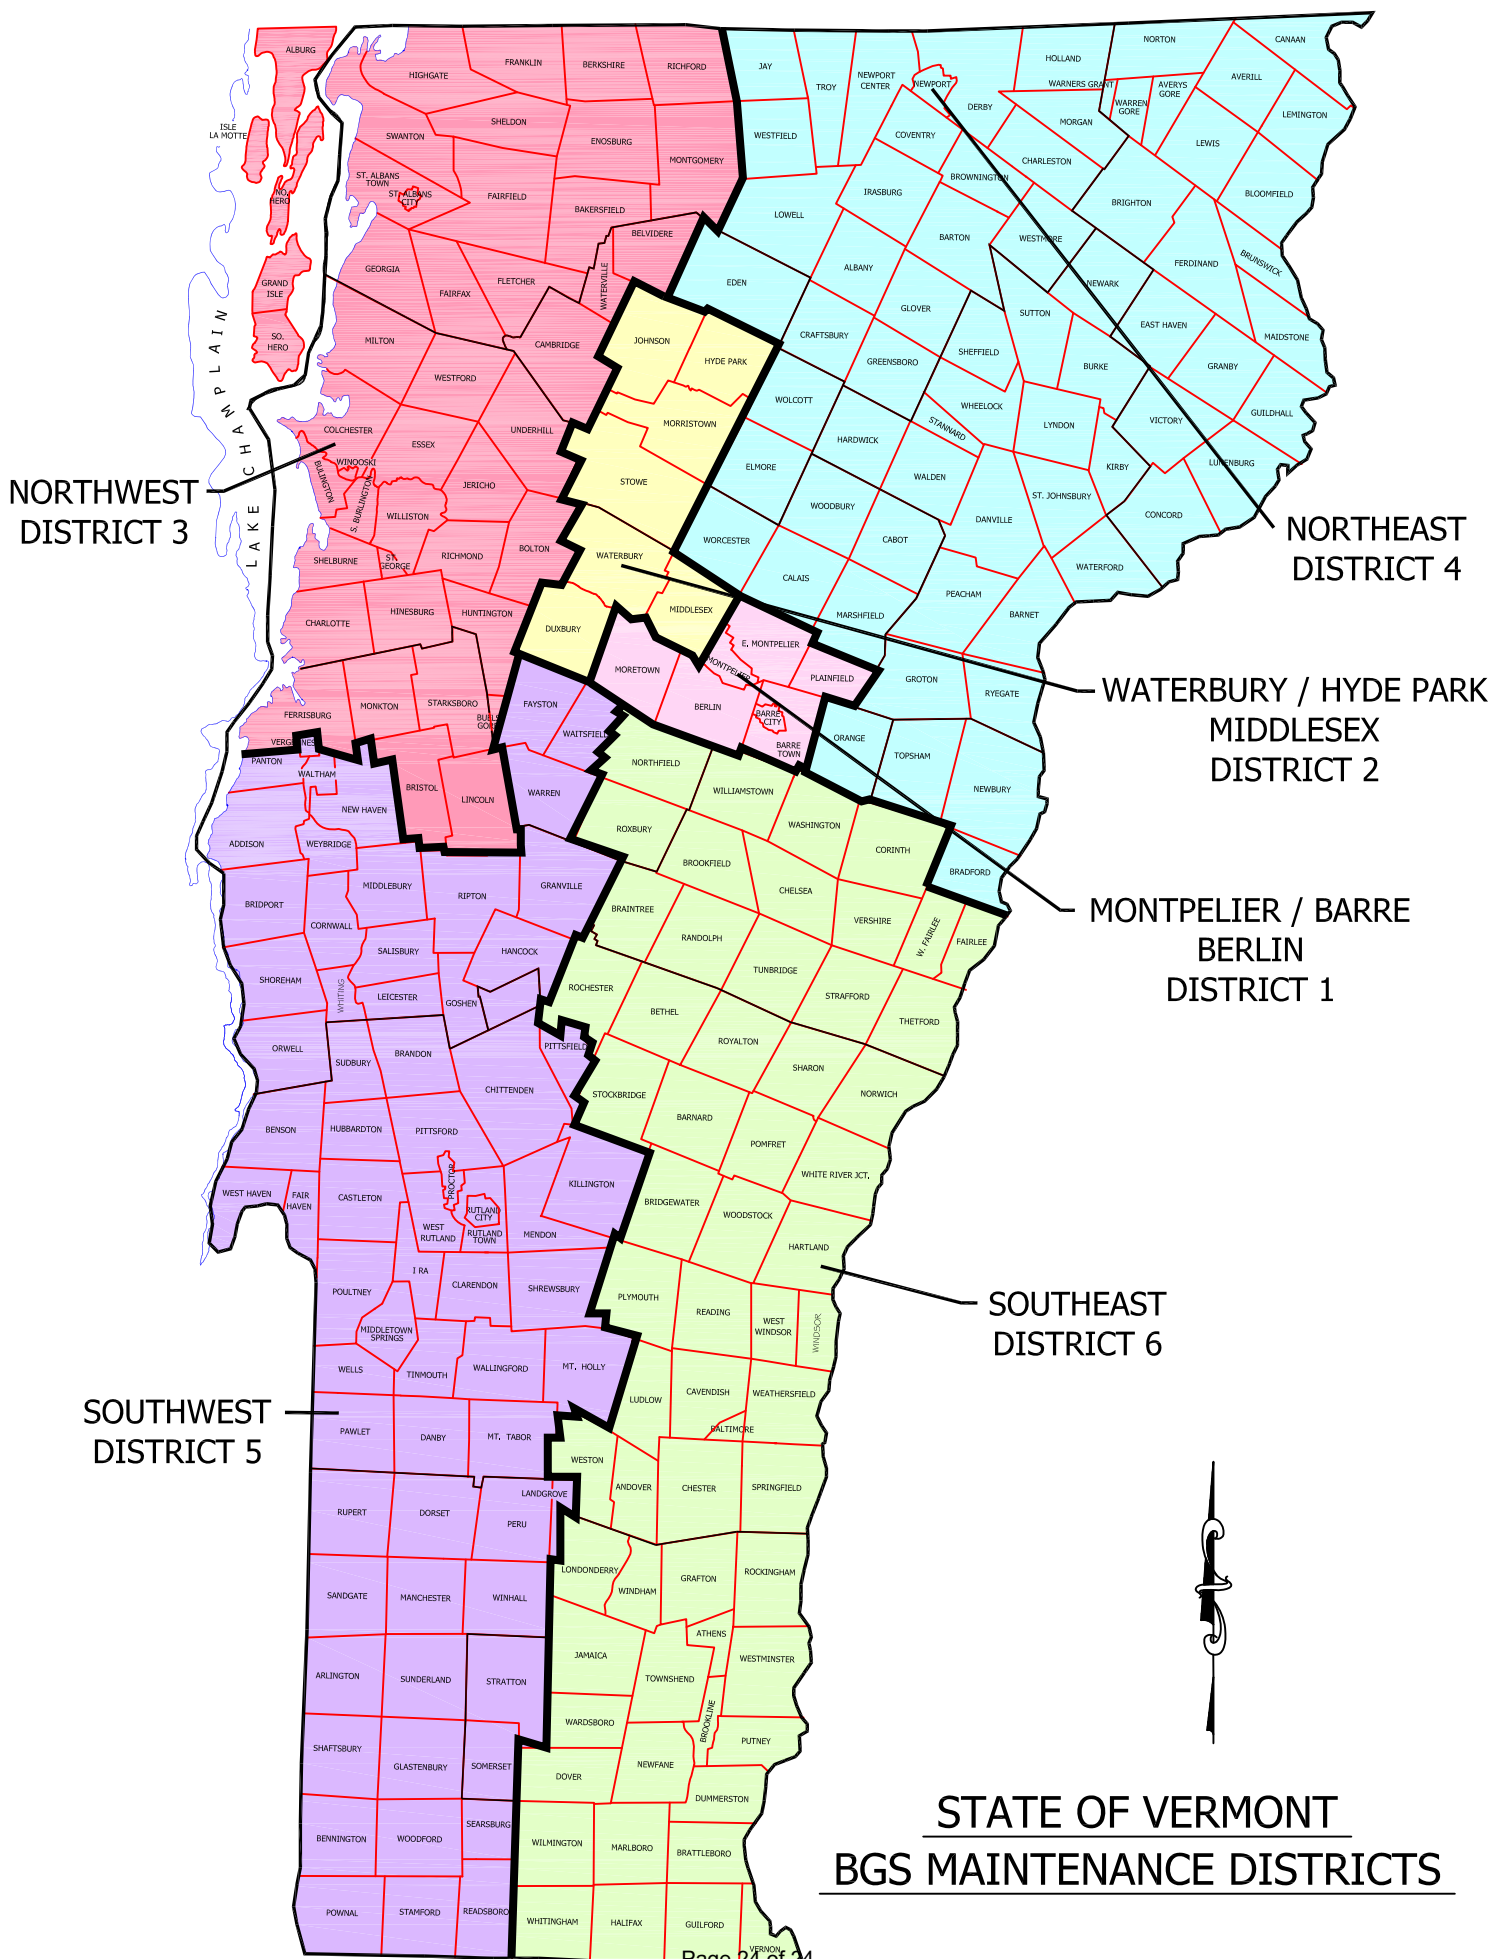 ALBURG
HIGHGATE
FRANKLIN
BERKSHIRE
RICHFORD
JAY
TROY
NEWPORT
CENTER
NEWPORT
HOLLAND
NORTON
CANAAN
WARNERS GRANT
AVERYS
GORE
AVERILL
DERBY
WARREN
GORE
LEMINGTON
ISLE
LA MOTTE
SWANTON
SHELDON
ENOSBURG
MONTGOMERY
WESTFIELD
COVENTRY
MORGAN
LEWIS
CHARLESTON
BROWNINGTON
ST. ALBANS
TOWN
ST. ALBANS
CITY
FAIRFIELD
BAKERSFIELD
IRASBURG
BRIGHTON
BLOOMFIELD
NO.
HERO
LOWELL
BELVIDERE
BARTON
WESTMORE
FERDINAND
BRUNSWICK
GEORGIA
FAIRFAX
FLETCHER
WATERVILLE
EDEN
ALBANY
NEWARK
GRAND
ISLE
GLOVER
SUTTON
EAST HAVEN
MAIDSTONE
SO.
HERO
MILTON
CAMBRIDGE
JOHNSON
HYDE PARK
CRAFTSBURY
GREENSBORO
SHEFFIELD
BURKE
GRANBY
WESTFORD
WOLCOTT
WHEELOCK
GUILDHALL
LAKE CHAMPLAIN
COLCHESTER
ESSEX
UNDERHILL
MORRISTOWN
HARDWICK
STANNARD
LYNDON
VICTORY
WINOOSKI
BULINGTON
S. BURLINGTON
JERICHO
STOWE
ELMORE
WALDEN
KIRBY
LUNENBURG
NORTHWEST
DISTRICT 3
WILLISTON
WOODBURY
ST. JOHNSBURY
DANVILLE
CONCORD
NORTHEAST
DISTRICT 4
SHELBURNE
ST.
GEORGE
RICHMOND
BOLTON
WATERBURY
WORCESTER
CABOT
WATERFORD
CALAIS
PEACHAM
CHARLOTTE
HINESBURG
HUNTINGTON
DUXBURY
MIDDLESEX
MARSHFIELD
BARNET
E. MONTPELIER
MORETOWN
MONTPELIER
PLAINFIELD
GROTON
RYEGATE
WATERBURY / HYDE PARK
MIDDLESEX
DISTRICT 2
FERRISBURG
MONKTON
STARKSBORO
BUELS
GORE
FAYSTON
WAITSFIELD
BERLIN
BARRE
CITY
BARRE
TOWN
ORANGE
TOPSHAM
VERGENNES
PANTON
WALTHAM
NEW HAVEN
BRISTOL
LINCOLN
WARREN
NORTHFIELD
WILLIAMSTOWN
NEWBURY
ADDISON
WEYBRIDGE
ROXBURY
WASHINGTON
CORINTH
BROOKFIELD
CHELSEA
BRADFORD
BRIDPORT
MIDDLEBURY
RIPTON
GRANVILLE
BRAINTREE
VERSHIRE
W. FAIRLEE
FAIRLEE
MONTPELIER / BARRE
BERLIN
DISTRICT 1
CORNWALL
SALISBURY
HANCOCK
RANDOLPH
TUNBRIDGE
SHOREHAM
WHITING
LEICESTER
GOSHEN
ROCHESTER
BETHEL
STRAFFORD
THETFORD
ORWELL
SUDBURY
BRANDON
PITTSFIELD
ROYALTON
SHARON
CHITTENDEN
STOCKBRIDGE
NORWICH
BENSON
HUBBARDTON
PITTSFORD
BARNARD
POMFRET
WHITE RIVER JCT.
WEST HAVEN
FAIR
HAVEN
CASTLETON
PROCTOR
KILLINGTON
BRIDGEWATER
WOODSTOCK
RUTLAND
CITY
WEST
RUTLAND
RUTLAND
TOWN
MENDON
HARTLAND
I RA
CLARENDON
SHREWSBURY
POULTNEY
PLYMOUTH
READING
WEST
WINDSOR
WINDSOR
SOUTHEAST
DISTRICT 6
MIDDLETOWN
SPRINGS
WELLS
TINMOUTH
WALLINGFORD
MT. HOLLY
LUDLOW
CAVENDISH
WEATHERSFIELD
SOUTHWEST
DISTRICT 5
PAWLET
DANBY
MT. TABOR
BALTIMORE
WESTON
ANDOVER
CHESTER
SPRINGFIELD
RUPERT
DORSET
LANDGROVE
PERU
LONDONDERRY
WINDHAM
GRAFTON
ROCKINGHAM
SANDGATE
MANCHESTER
WINHALL
ATHENS
JAMAICA
WESTMINSTER
ARLINGTON
SUNDERLAND
STRATTON
TOWNSHEND
BROOKLINE
WARDSBORO
SHAFTSBURY
GLASTENBURY
SOMERSET
PUTNEY
DOVER
NEWFANE
DUMMERSTON
STATE OF VERMONT
BGS MAINTENANCE DISTRICTS
BENNINGTON
WOODFORD
SEARSBURG
WILMINGTON
MARLBORO
BRATTLEBORO
POWNAL
STAMFORD
READSBORO
WHITINGHAM
HALIFAX
GUILFORD
VERNON
Page 24 of 24